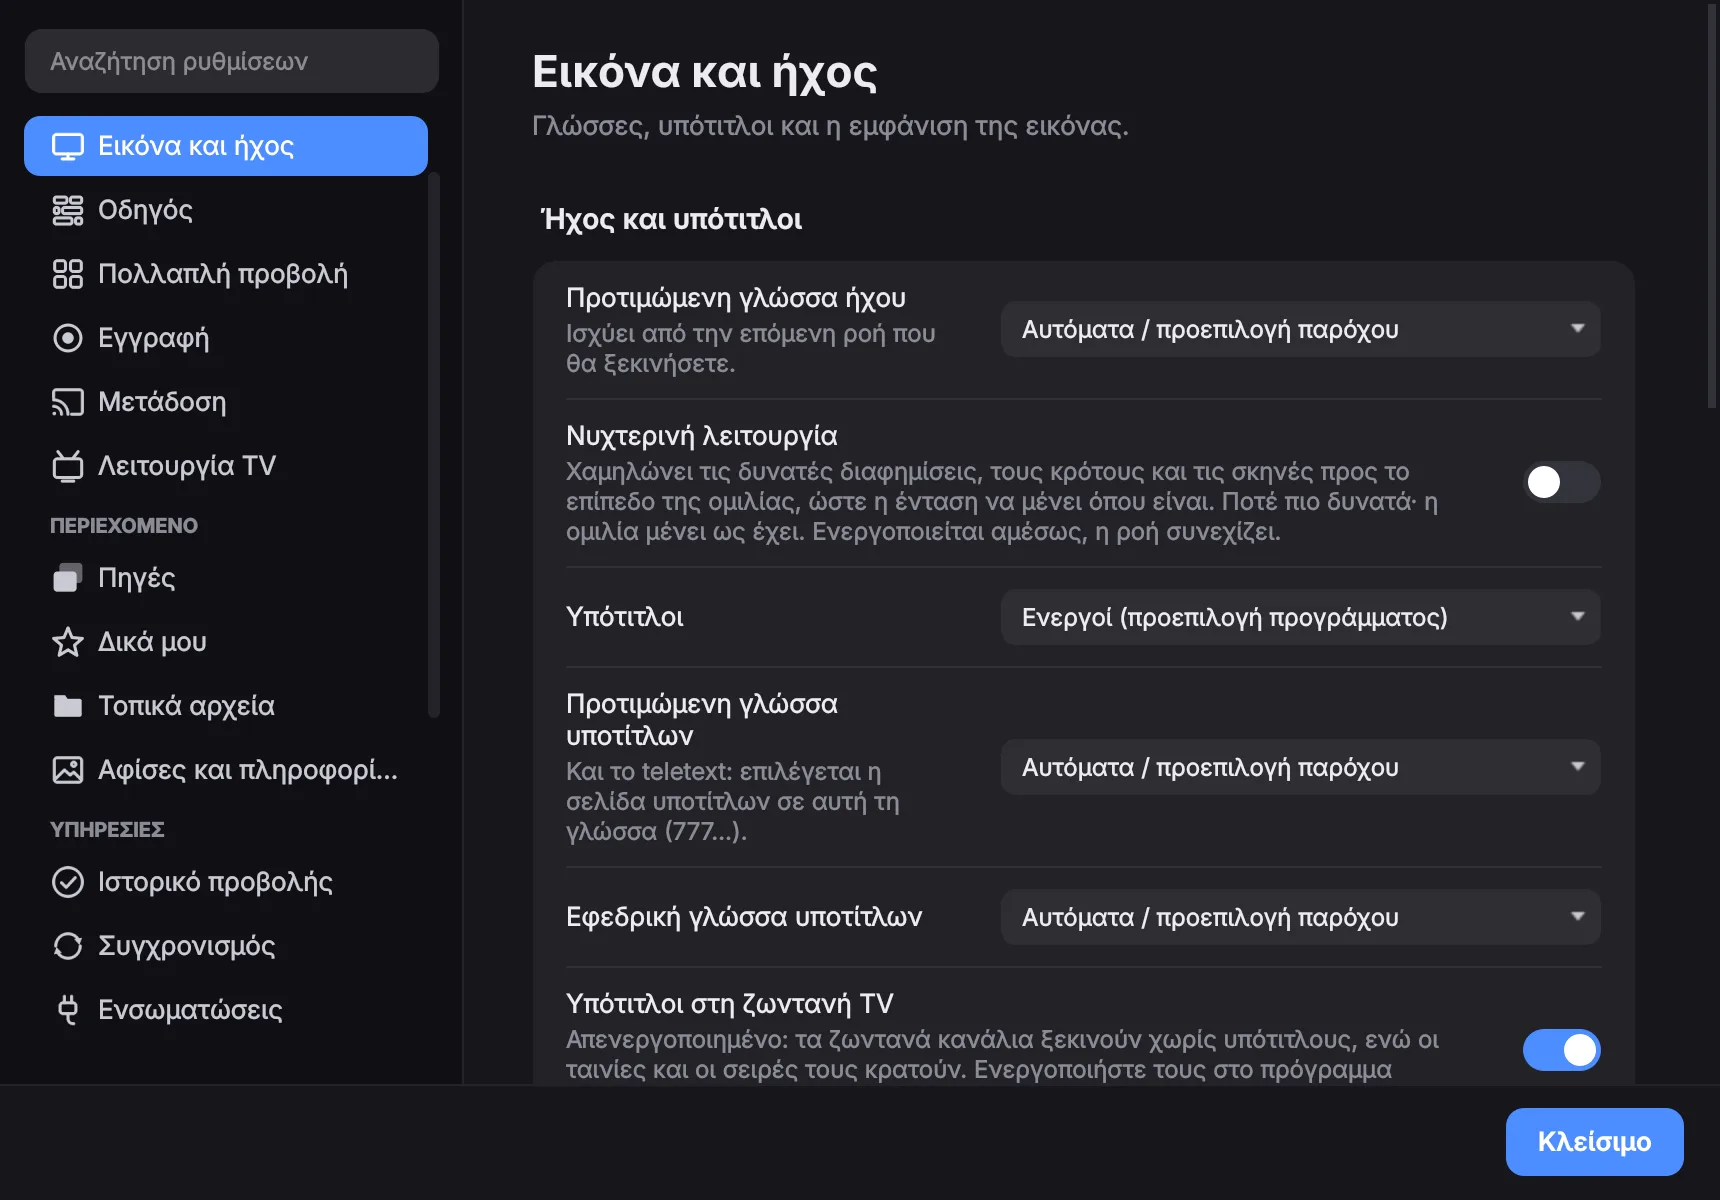 Αναζήτηση ρυθμίσεων
Εικόνα και ήχος
Οδηγός
Πολλαπλή προβολή
Εγγραφή
Μετάδοση
Λειτουργία TV
ΠΕΡΙΕΧΟΜΕΝΟ
Πηγές
Δικά μου
Τοπικά αρχεία
Αφίσες και πληροφορί...
ΥΠΗΡΕΣΙΕΣ
Ιστορικό προβολής
Συγχρονισμός
Ενσωματώσεις
Εικόνα και ήχος
Γλώσσες, υπότιτλοι και η εμφάνιση της εικόνας.
Ήχος και υπότιτλοι
Προτιμώμενη γλώσσα ήχου
Ισχύει από την επόμενη ροή που
θα ξεκινήσετε.
Αυτόματα / προεπιλογή παρόχου
Νυχτερινή λειτουργία
Χαμηλώνει τις δυνατές διαφημίσεις, τους κρότους και τις σκηνές προς το
επίπεδο της ομιλίας, ώστε η ένταση να μένει όπου είναι. Ποτέ πιο δυνατά· η
ομιλία μένει ως έχει. Ενεργοποιείται αμέσως, η ροή συνεχίζει.
Υπότιτλοι
Ενεργοί (προεπιλογή προγράμματος)
Προτιμώμενη γλώσσα
υποτίτλων
Και το teletext: επιλέγεται η
σελίδα υποτίτλων σε αυτή τη
γλώσσα (777...).
Αυτόματα / προεπιλογή παρόχου
Εφεδρική γλώσσα υποτίτλων
Αυτόματα / προεπιλογή παρόχου
Υπότιτλοι στη ζωντανή TV
Απενεργοποιημένο: τα ζωντανά κανάλια ξεκινούν χωρίς υπότιτλους, ενώ οι
ταινίες και οι σειρές τους κρατούν. Ενεργοποιήστε τους στο πρόγραμμα
Κλείσιμο